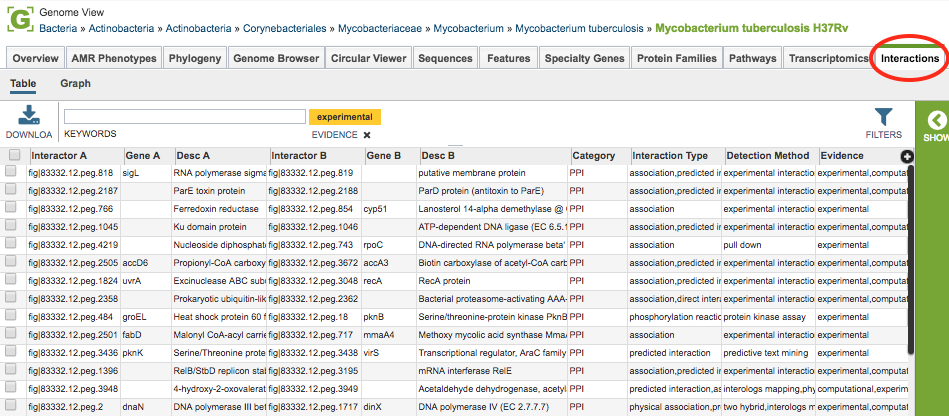 G Genome View
Bacteria » Actinobacteria » Actinobacteria » Corynebacteriales » Mycobacteriaceae » Mycobacterium » Mycobacterium tuberculosis » Mycobacterium tuberculosis H37Rv
Overview AMR Phenotypes Phylogeny Genome Browser Circular Viewer Sequences Features Specialty Genes Protein Families Pathways Transcriptomics Interactions
Table Graph
experimental
DOWNLOA KEYWORDS EVIDENCE ✖ FILTERS SHOW
Interactor A Gene A Desc A Interactor B Gene B Desc B Category Interaction Type Detection Method Evidence
fig|83332.12.peg.818 sigL RNA polymerase sigma fig|83332.12.peg.819 putative membrane protein PPI association,predicted in experimental interaction experimental,computat
fig|83332.12.peg.2187 ParE toxin protein fig|83332.12.peg.2188 ParD protein (antitoxin to ParE) PPI association,predicted in experimental interaction experimental,computat
fig|83332.12.peg.766 Ferredoxin reductase fig|83332.12.peg.854 cyp51 Lanosterol 14-alpha demethylase @ PPI association experimental interaction experimental
fig|83332.12.peg.1045 Ku domain protein fig|83332.12.peg.1046 ATP-dependent DNA ligase (EC 6.5.1 PPI association,predicted in experimental interaction experimental,computat
fig|83332.12.peg.4219 Nucleoside diphosphat fig|83332.12.peg.743 rpoC DNA-directed RNA polymerase beta' PPI association pull down experimental
fig|83332.12.peg.2505 accD6 Propionyl-CoA carboxy fig|83332.12.peg.3672 accA3 Biotin carboxylase of acetyl-CoA carb PPI association,predicted in experimental interaction experimental,computat
fig|83332.12.peg.1824 uvrA Excinuclease ABC sub fig|83332.12.peg.3048 recA RecA protein PPI association,predicted in experimental interaction experimental,computat
fig|83332.12.peg.2358 Prokaryotic ubiquitin-lik fig|83332.12.peg.2362 Bacterial proteasome-activating AAA- PPI association,direct intera experimental interaction experimental,computat
fig|83332.12.peg.484 groEL Heat shock protein 60 f fig|83332.12.peg.18 pknB Serine/threonine-protein kinase PknB PPI phosphorylation reactio protein kinase assay experimental
fig|83332.12.peg.2501 fabD Malonyl CoA-acyl carrie fig|83332.12.peg.717 mmaA4 Methoxy mycolic acid synthase Mma PPI association experimental interaction experimental
fig|83332.12.peg.3436 pknK Serine/Threonine prote fig|83332.12.peg.3438 virS Transcriptional regulator, AraC family PPI predicted interaction predictive text mining experimental
fig|83332.12.peg.1396 RelB/StbD replicon stab fig|83332.12.peg.3195 mRNA interferase RelE PPI association,predicted in experimental interaction experimental,computat
fig|83332.12.peg.3948 4-hydroxy-2-oxovalerat fig|83332.12.peg.3949 Acetaldehyde dehydrogenase, acetyl PPI predicted interaction,as interologs mapping,phy computational,experim
fig|83332.12.peg.2 dnaN DNA polymerase III bet fig|83332.12.peg.1717 dinX DNA polymerase IV (EC 2.7.7.7) PPI physical association,pr two hybrid,interologs m experimental,computat